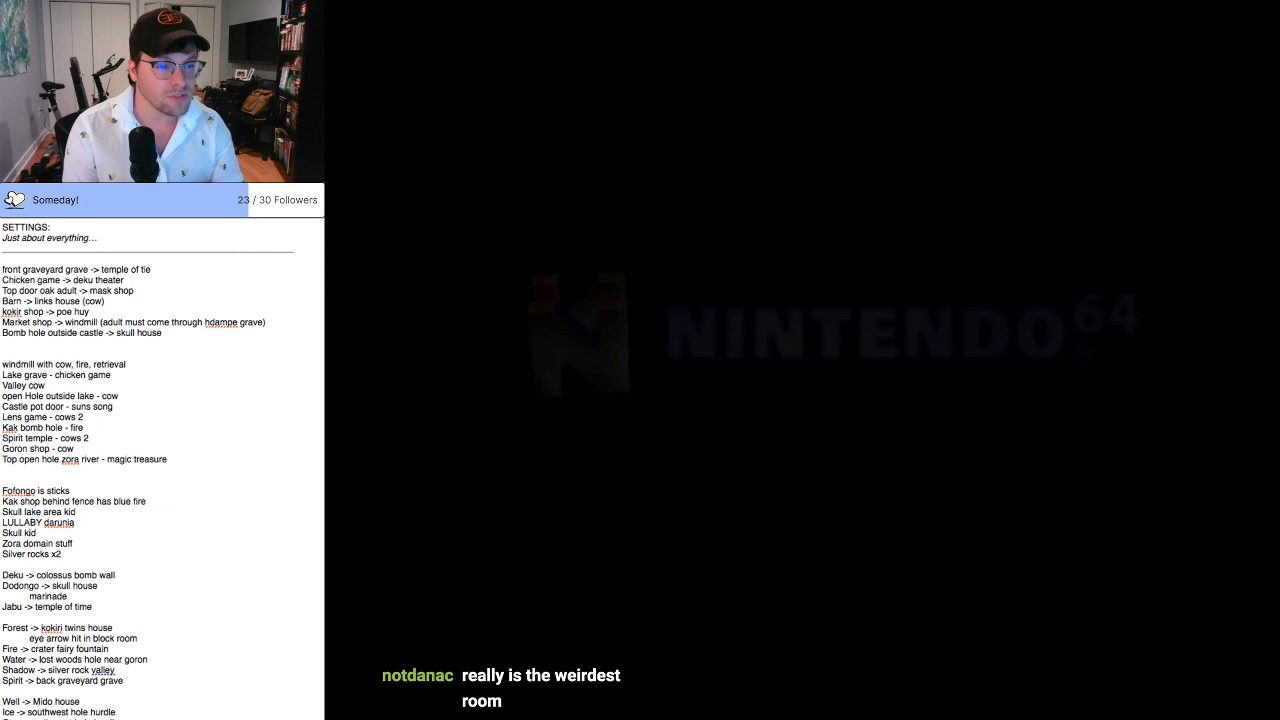 Someday!
23 / 30 Followers
SETTINGS:
Just about everything…
front graveyard grave -> temple of tie
Chicken game -> deku theater
Top door oak adult -> mask shop
Barn -> links house (cow)
kokir shop -> poe huy
Market shop -> windmill (adult must come through hdampe grave)
Bomb hole outside castle -> skull house
windmill with cow, fire, retrieval
Lake grave - chicken game
Valley cow
open Hole outside lake - cow
Castle pot door - suns song
Lens game - cows 2
Kak bomb hole - fire
Spirit temple - cows 2
Goron shop - cow
Top open hole zora river - magic treasure
Fofongo is sticks
Kak shop behind fence has blue fire
Skull lake area kid
LULLABY darunia
Skull kid
Zora domain stuff
Silver rocks x2
Deku -> colossus bomb wall
Dodongo -> skull house
marinade
Jabu -> temple of time
Forest -> kokiri twins house
eye arrow hit in block room
Fire -> crater fairy fountain
Water -> lost woods hole near goron
Shadow -> silver rock valley
Spirit -> back graveyard grave
Well -> Mido house
Ice -> southwest hole hurdle
NINTENDO 64
notdanac really is the weirdest
room